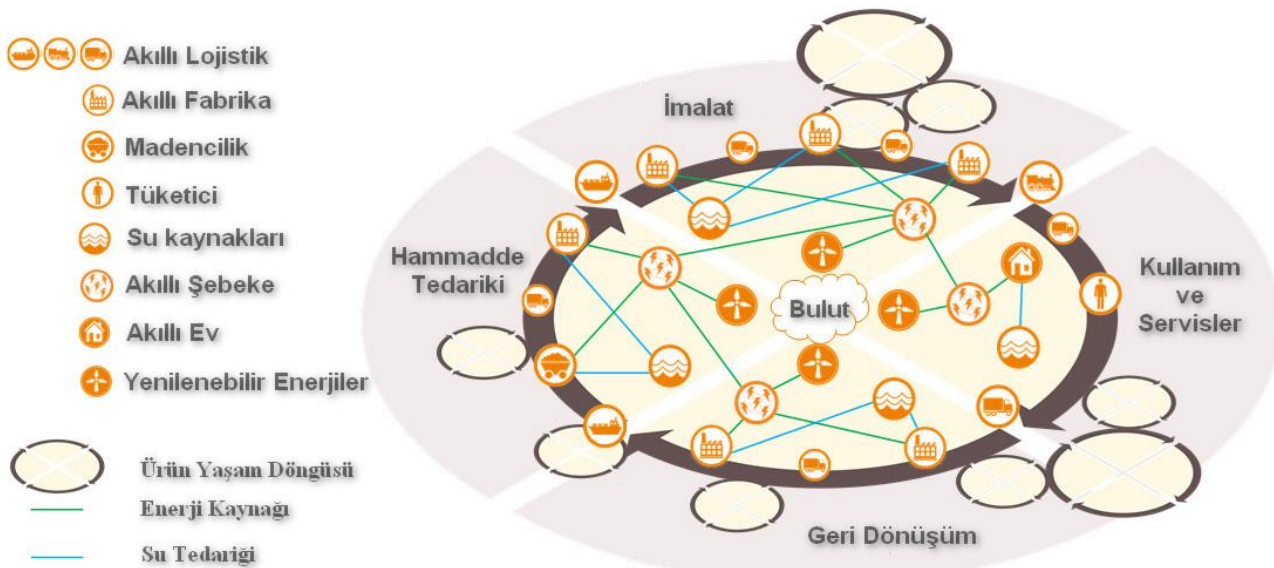 Akıllı Lojistik
Akıllı Fabrika
Madencilik
Tüketici
Su kaynakları
Akıllı Şebeke
Akıllı Ev
Yenilenebilir Enerjiler
Ürün Yaşam Döngüsü
Enerji Kaynağı
Su Tedariği
İmalat
Hammadde
Tedariki
Bulut
Kullanım
ve
Servisler
Geri Dönüşüm